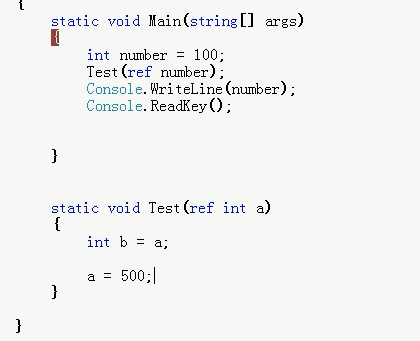 {
static void Main(string[] args)
{
int number = 100;
Test(ref number);
Console.WriteLine(number);
Console.ReadKey();
}
static void Test(ref int a)
{
int b = a;
a = 500;
}
}